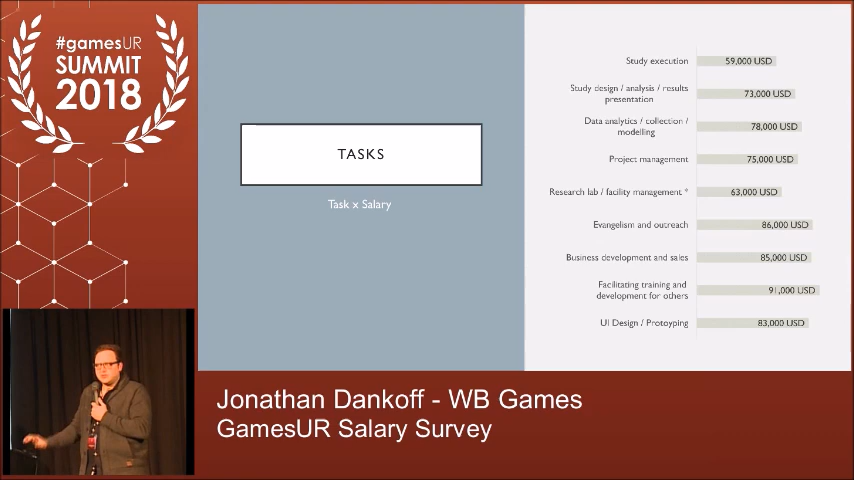 #gamesUR
SUMMIT
2018
TASKS
Task x Salary
Study execution
59,000 USD
Study design / analysis / results
presentation
73,000 USD
Data analytics / collection /
modelling
78,000 USD
Project management
75,000 USD
Research lab / facility management *
63,000 USD
Evangelism and outreach
86,000 USD
Business development and sales
85,000 USD
Facilitating training and
development for others
91,000 USD
UI Design / Protoyping
83,000 USD
Jonathan Dankoff - WB Games
GamesUR Salary Survey